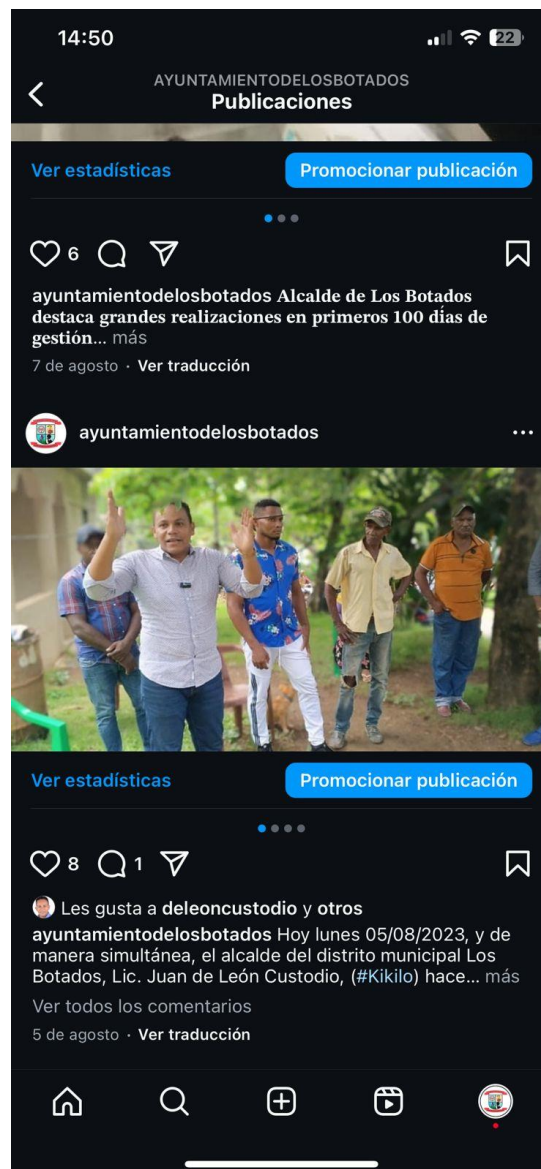 14:50
22
AYUNTAMIENTODELOSBOTADOS
Publicaciones
Ver estadísticas
Promocionar publicación
6
ayuntamientodelosbotados Alcalde de Los Botados
destaca grandes realizaciones en primeros 100 días de
gestión... más
7 de agosto · Ver traducción
ayuntamientodelosbotados
Ver estadísticas
Promocionar publicación
8 1
Les gusta a deleoncustodio y otros
ayuntamientodelosbotados Hoy lunes 05/08/2023, y de
manera simultánea, el alcalde del distrito municipal Los
Botados, Lic. Juan de León Custodio, (#Kikilo) hace... más
Ver todos los comentarios
5 de agosto · Ver traducción